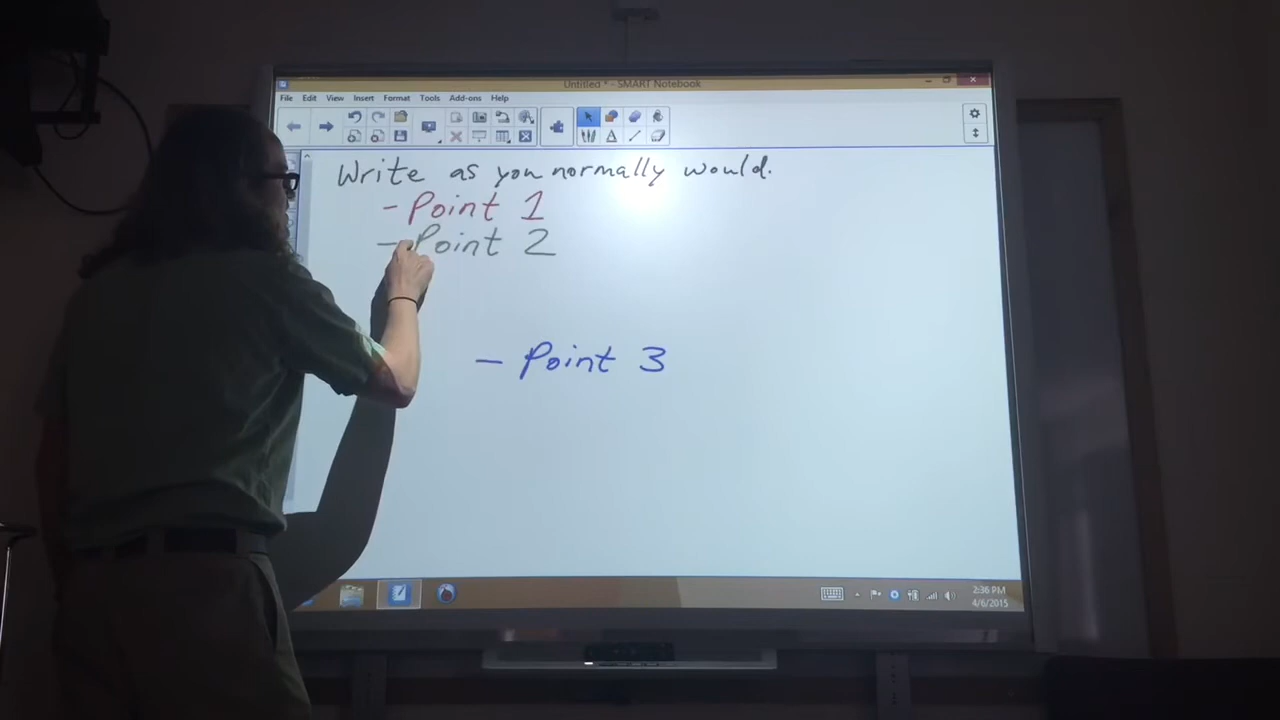 Untitled * - SMART Notebook
File Edit View Insert Format Tools Add-ons Help
Write as you normally would.
- Point 1
- Point 2
- Point 3
2:36 PM
4/6/2015